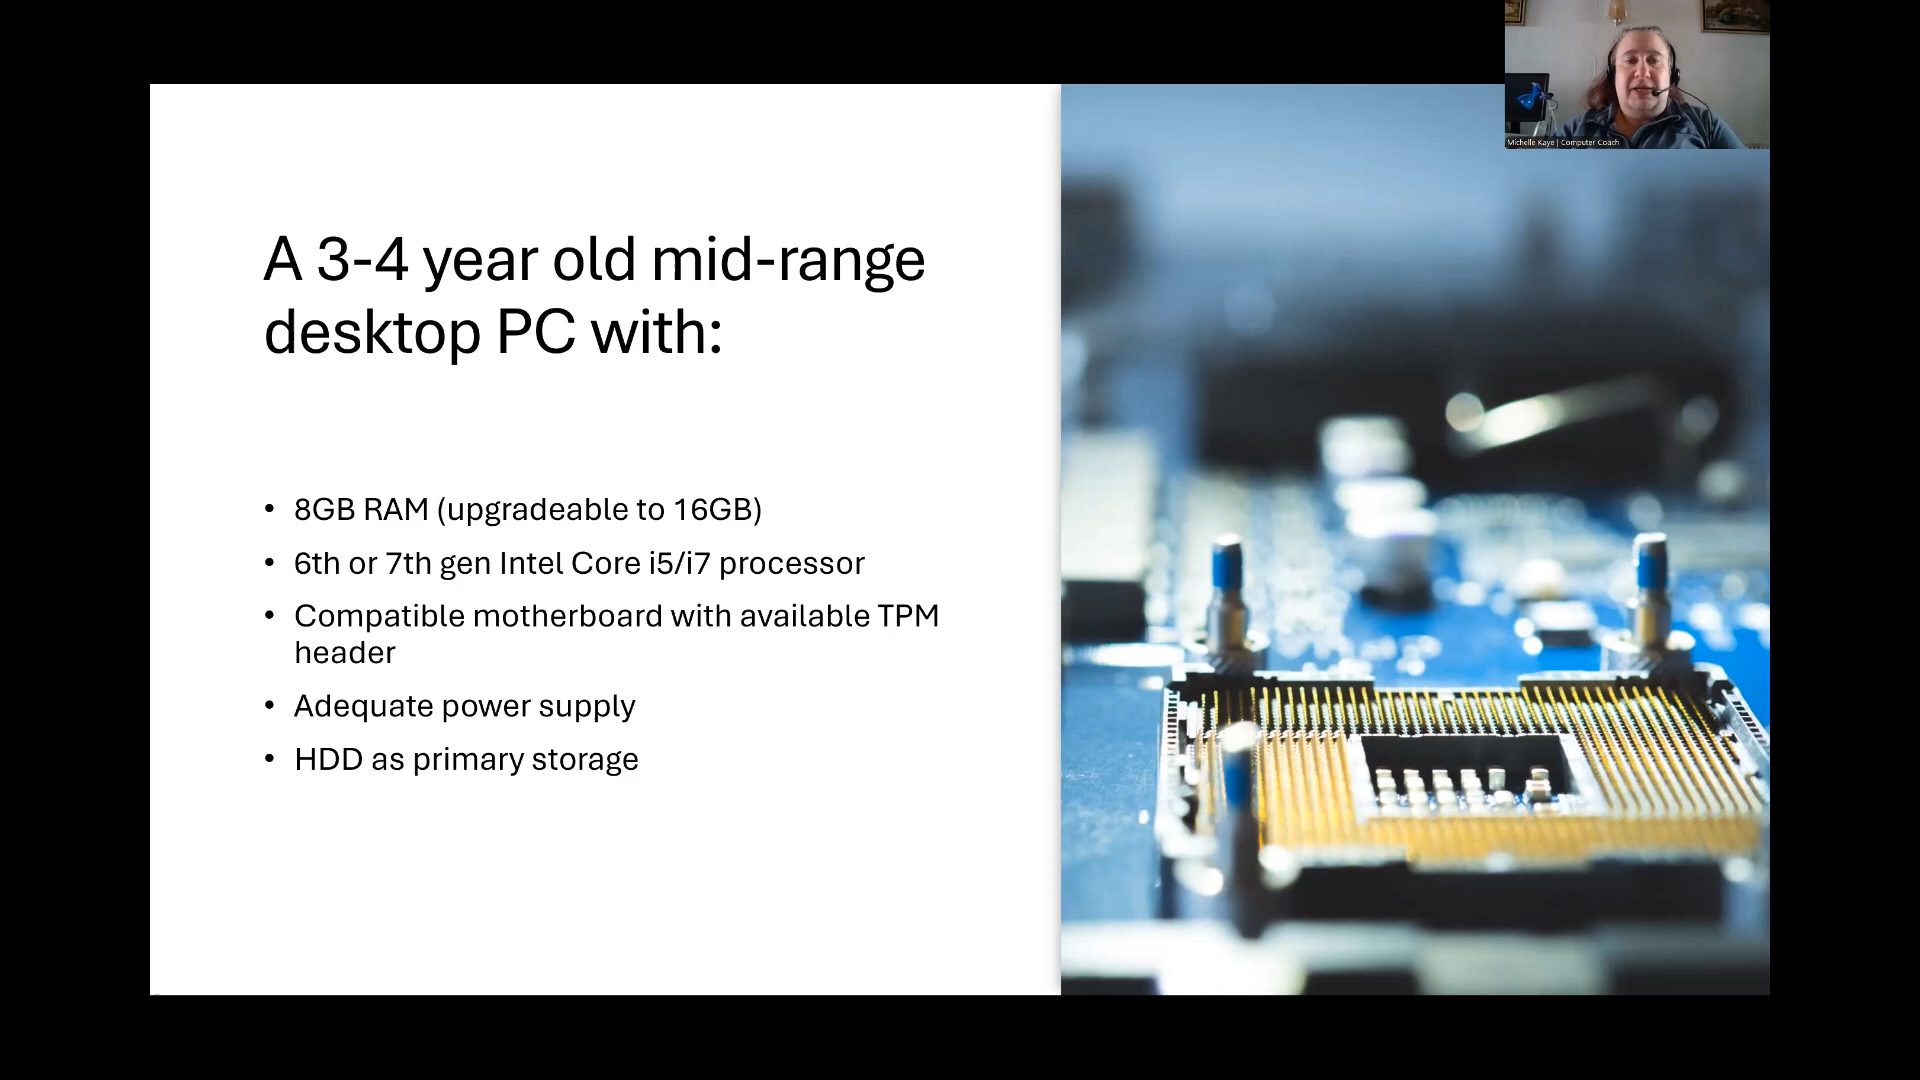 Michelle Kaye | Computer Coach
A 3-4 year old mid-range
desktop PC with:
• 8GB RAM (upgradeable to 16GB)
• 6th or 7th gen Intel Core i5/i7 processor
• Compatible motherboard with available TPM
header
• Adequate power supply
• HDD as primary storage